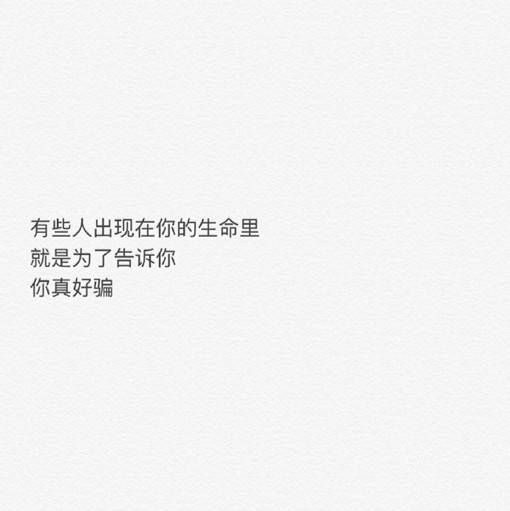 有些人出现在你的生命里
就是为了告诉你
你真好骗